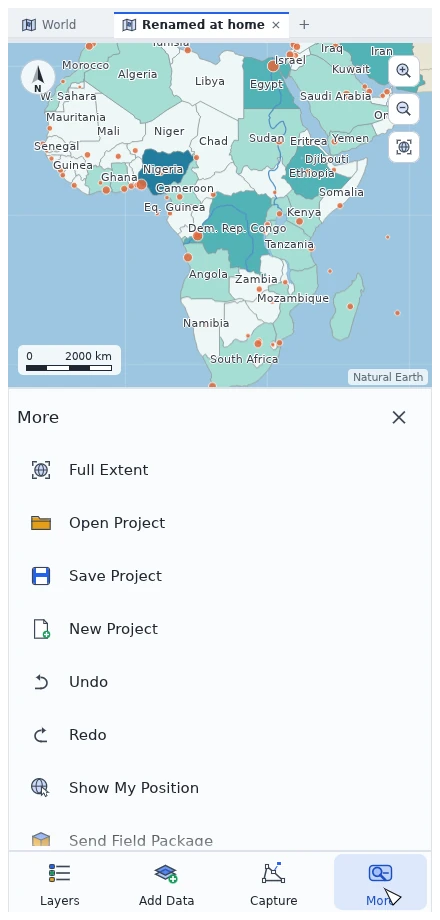 World
Renamed at home × +
Tunisia
Morocco
Algeria
Libya
Egypt
Israel
Iraq
Iran
Kuwait
W. Sahara
Saudi Arabia
Mauritania
Mali
Niger
Chad
Sudan
Eritrea
Yemen
Senegal
Guinea
Ghana
Nigeria
Djibouti
Ethiopia
Cameroon
Somalia
Eq. Guinea
Kenya
Dem. Rep. Congo
Tanzania
Angola
Zambia
Mozambique
Namibia
South Africa
N
0 2000 km
Natural Earth
More
Full Extent
Open Project
Save Project
New Project
Undo
Redo
Show My Position
Send Field Package
Layers
Add Data
Capture
More